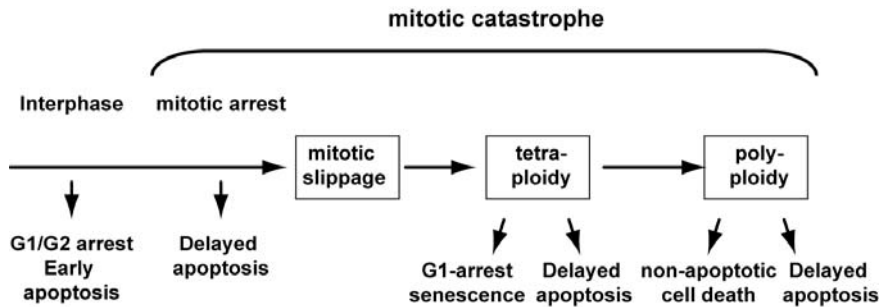 mitotic catastrophe
Interphase
mitotic arrest
mitotic
slippage
tetra-
ploidy
poly-
ploidy
G1/G2 arrest
Early
apoptosis
Delayed
apoptosis
G1-arrest
senescence
Delayed
apoptosis
non-apoptotic
cell death
Delayed
apoptosis